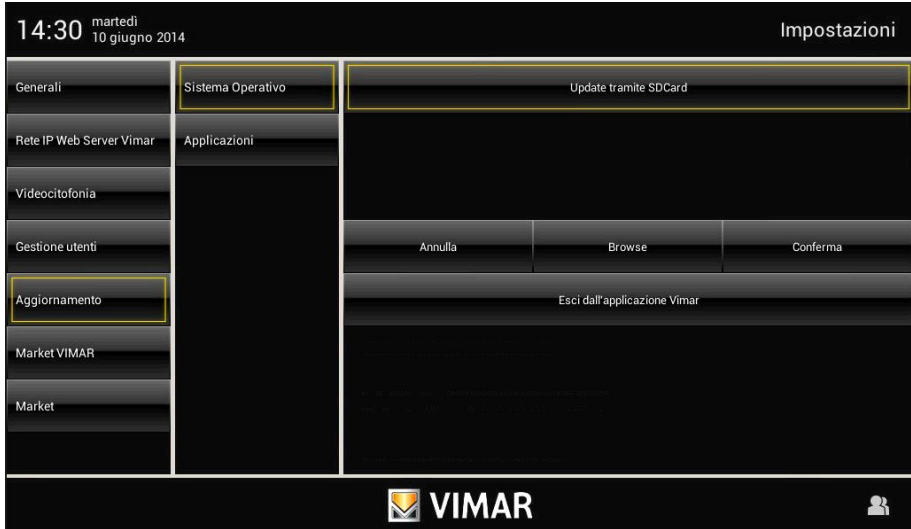 14:30
martedì
10 giugno 2014
Impostazioni
Generali
Rete IP Web Server Vimar
Videocitofonia
Gestione utenti
Aggiornamento
Market VIMAR
Market
Sistema Operativo
Applicazioni
Update tramite SDCard
Annulla
Browse
Conferma
Esci dall'applicazione Vimar
VIMAR